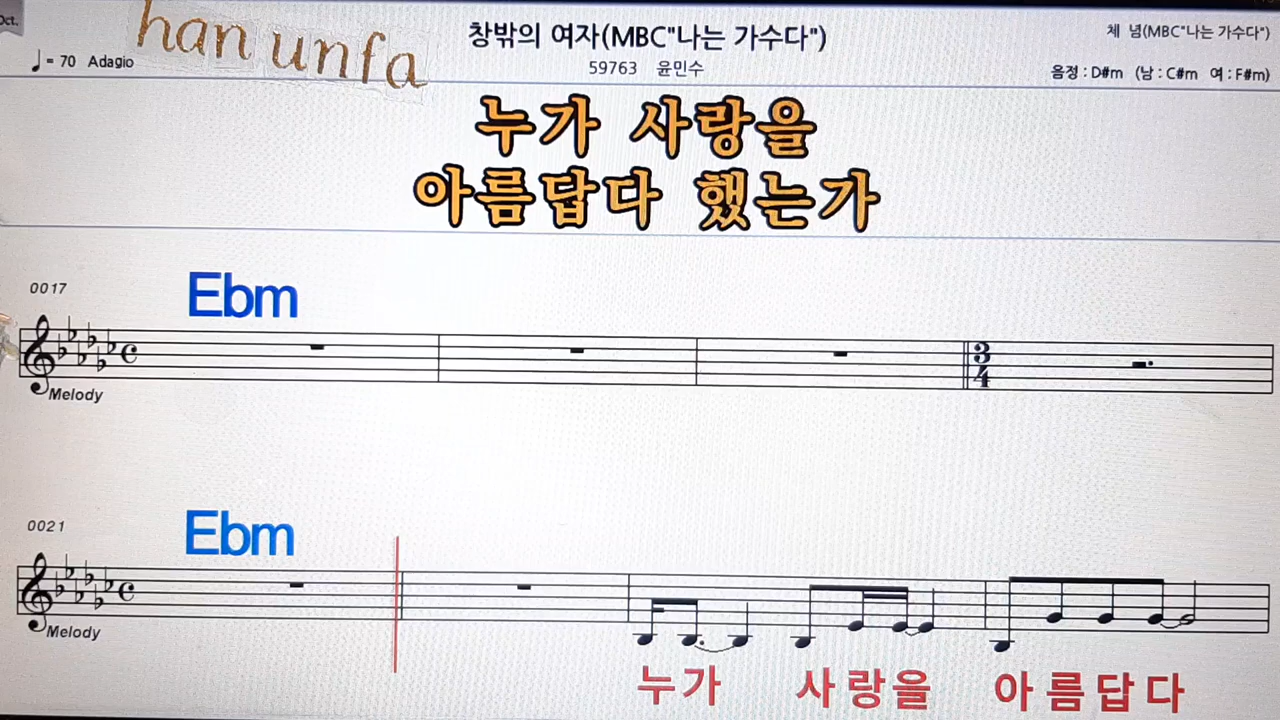 Oct.
han unfa
창밖의 여자(MBC"나는 가수다")
체 념(MBC"나는 가수다")
♩= 70 Adagio
59763 윤민수
음정 : D#m (남 : C#m 여 : F#m)
누가 사랑을
아름답다 했는가
0017
Ebm
3
4
Melody
0021
Ebm
Melody
누가 사랑을 아름답다